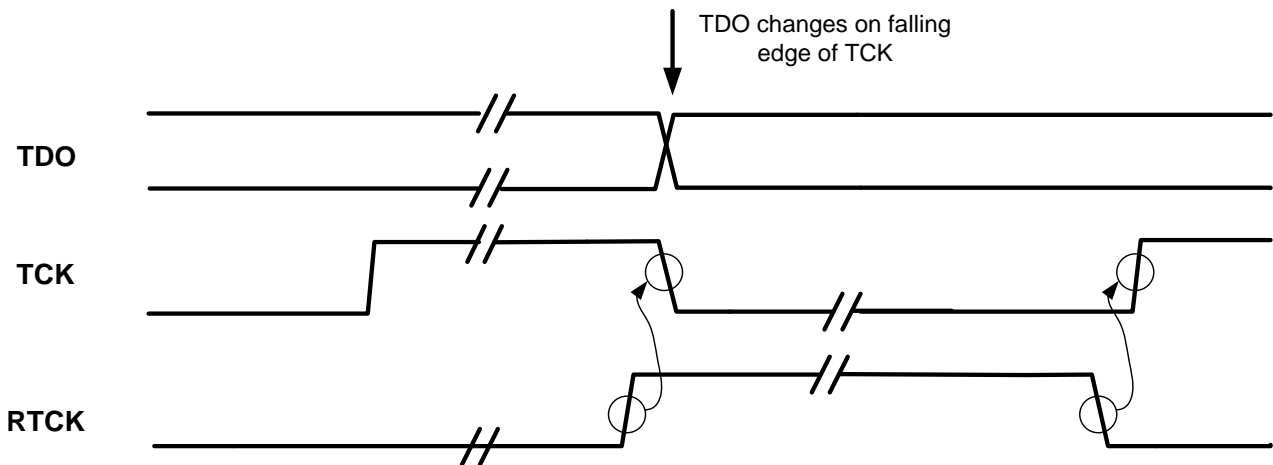 TDO changes on falling
edge of TCK
TDO
TCK
RTCK